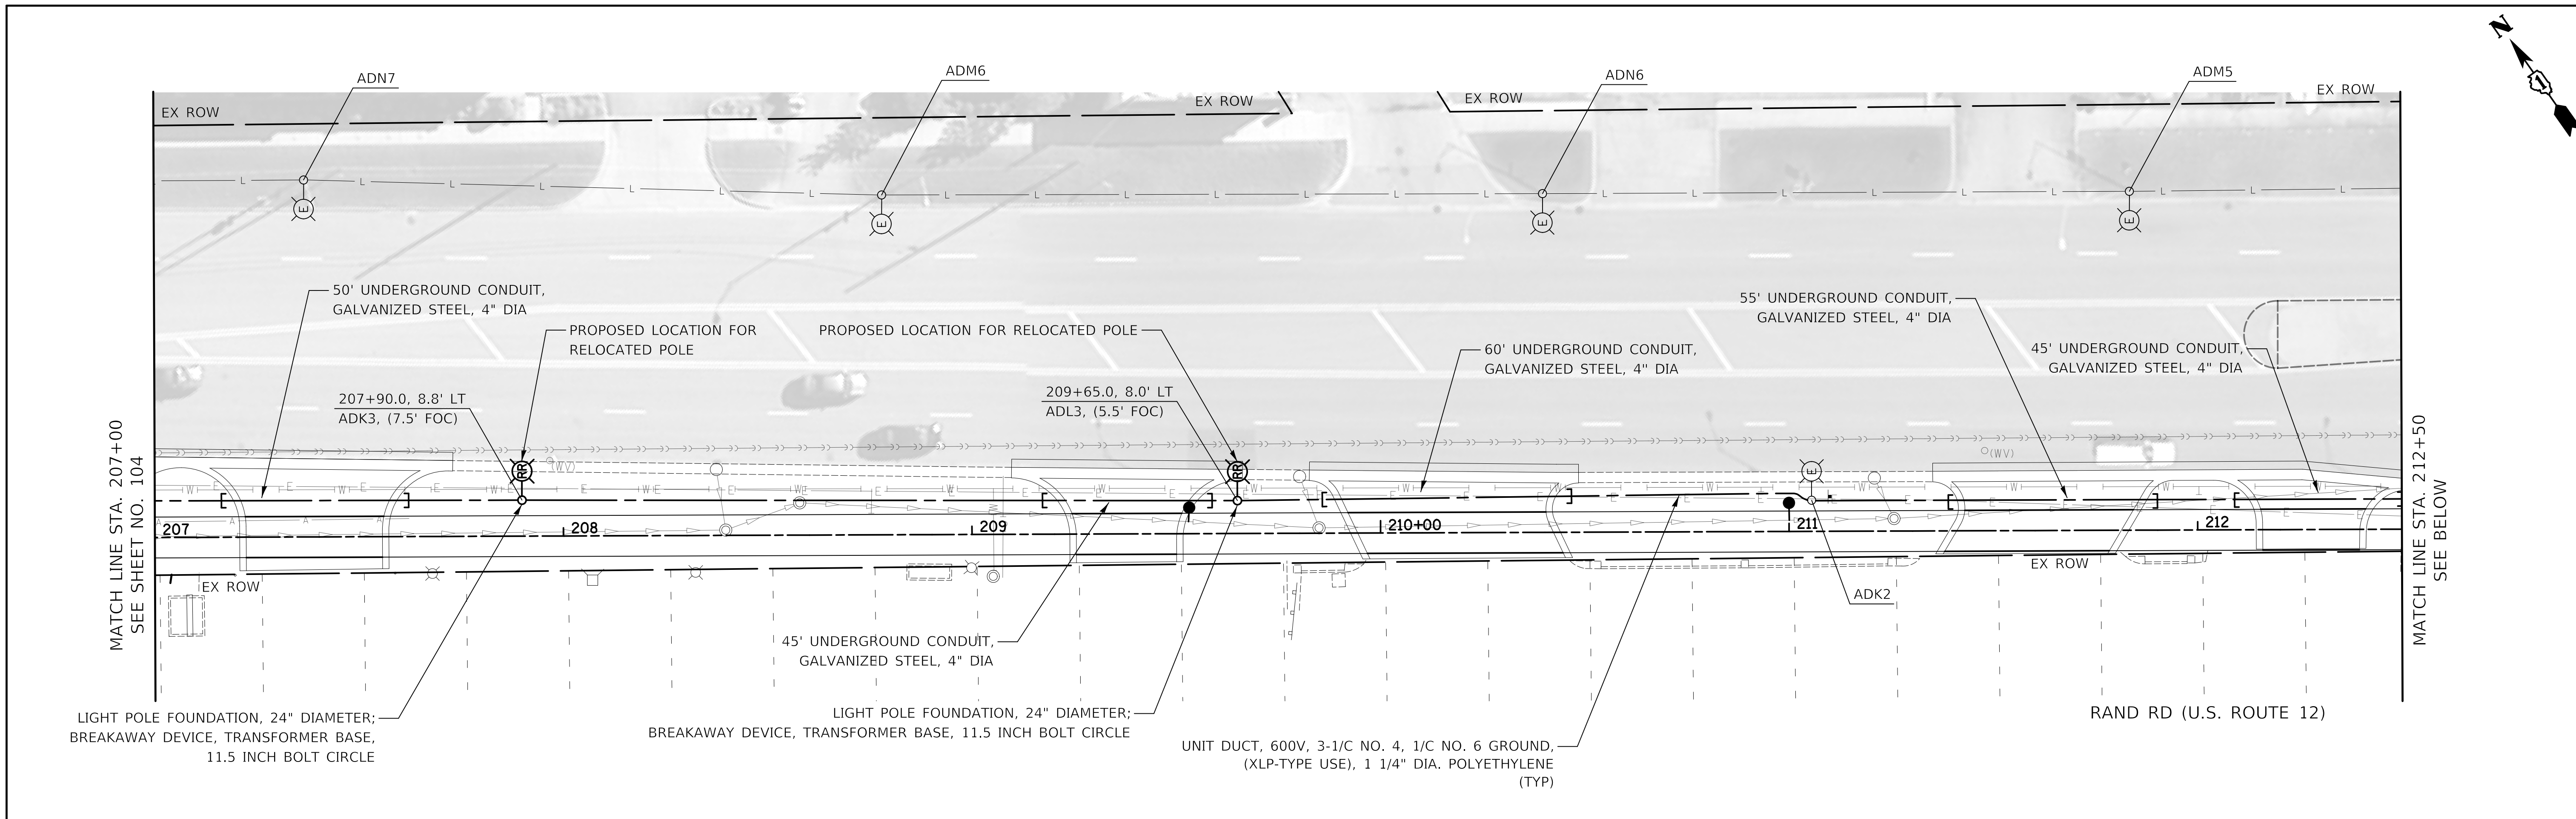 N
1
ADN7
ADM6
ADN6
ADM5
EX ROW
EX ROW
EX ROW
EX ROW
L L L L L L L L L L L L L L L L L L L L L L L L
E
E
E
E
50' UNDERGROUND CONDUIT,
GALVANIZED STEEL, 4" DIA
PROPOSED LOCATION FOR
RELOCATED POLE
PROPOSED LOCATION FOR RELOCATED POLE
55' UNDERGROUND CONDUIT,
GALVANIZED STEEL, 4" DIA
60' UNDERGROUND CONDUIT,
GALVANIZED STEEL, 4" DIA
45' UNDERGROUND CONDUIT,
GALVANIZED STEEL, 4" DIA
207+90.0, 8.8' LT
ADK3, (7.5' FOC)
209+65.0, 8.0' LT
ADL3, (5.5' FOC)
MATCH LINE STA. 207+00
SEE SHEET NO. 104
MATCH LINE STA. 212+50
SEE BELOW
RR
(WV)
RR
E
(WV)
207
208
209
210+00
211
212
EX ROW
EX ROW
ADK2
45' UNDERGROUND CONDUIT,
GALVANIZED STEEL, 4" DIA
LIGHT POLE FOUNDATION, 24" DIAMETER;
BREAKAWAY DEVICE, TRANSFORMER BASE,
11.5 INCH BOLT CIRCLE
LIGHT POLE FOUNDATION, 24" DIAMETER;
BREAKAWAY DEVICE, TRANSFORMER BASE, 11.5 INCH BOLT CIRCLE
UNIT DUCT, 600V, 3-1/C NO. 4, 1/C NO. 6 GROUND,
(XLP-TYPE USE), 1 1/4" DIA. POLYETHYLENE
(TYP)
RAND RD (U.S. ROUTE 12)